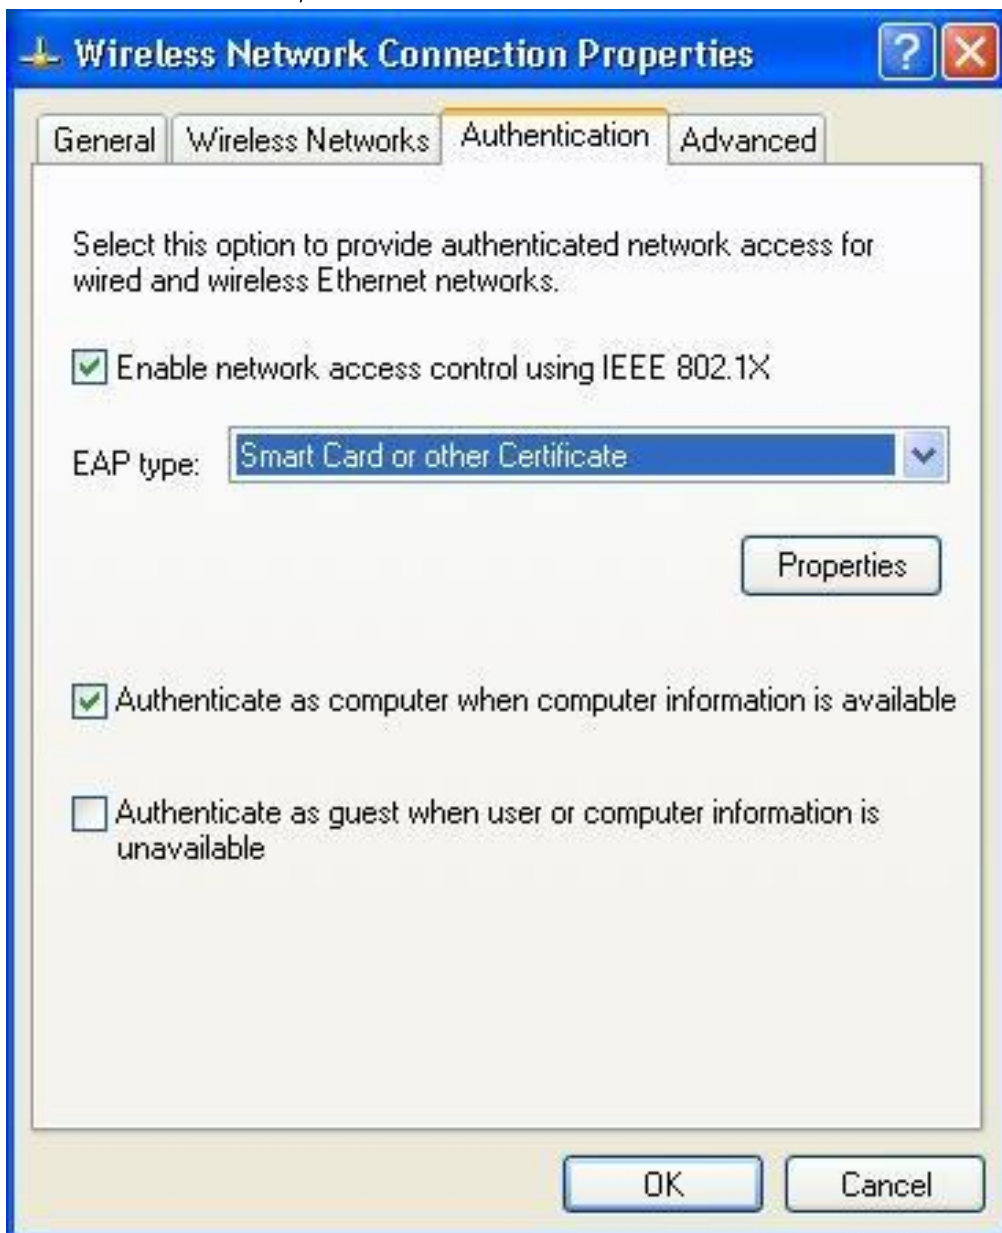 Wireless Network Connection Properties
General Wireless Networks Authentication Advanced
Select this option to provide authenticated network access for
wired and wireless Ethernet networks.
Enable network access control using IEEE 802.1X
EAP type: Smart Card or other Certificate
Properties
Authenticate as computer when computer information is available
Authenticate as guest when user or computer information is
unavailable
OK Cancel